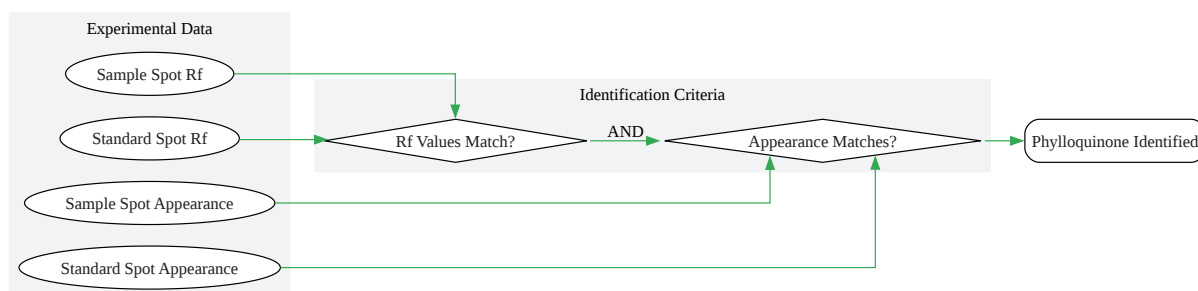 Experimental Data
Sample Spot Rf
Standard Spot Rf
Sample Spot Appearance
Standard Spot Appearance
Identification Criteria
Rf Values Match?
AND
Appearance Matches?
Phylloquinone Identified